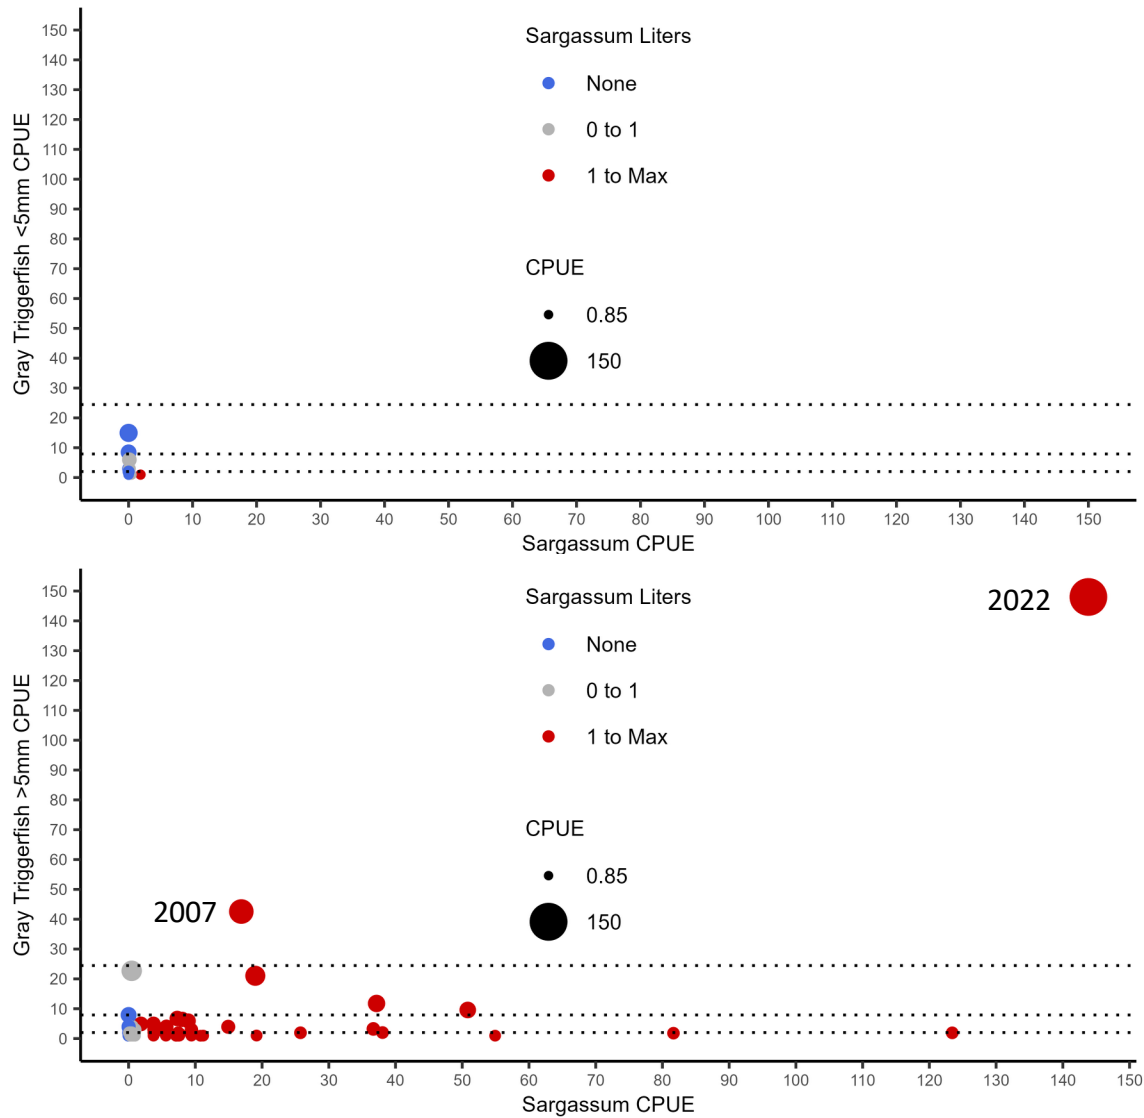 Gray Triggerfish <5mm CPUE
150
140
130
120
110
100
90
80
70
60
50
40
30
20
10
0
Sargassum Liters
None
0 to 1
1 to Max
CPUE
0.85
150
0 10 20 30 40 50 60 70 80 90 100 110 120 130 140 150
Sargassum CPUE
Gray Triggerfish >5mm CPUE
150
140
130
120
110
100
90
80
70
60
50
40
30
20
10
0
Sargassum Liters
None
0 to 1
1 to Max
CPUE
0.85
150
2022
2007
0 10 20 30 40 50 60 70 80 90 100 110 120 130 140 150
Sargassum CPUE